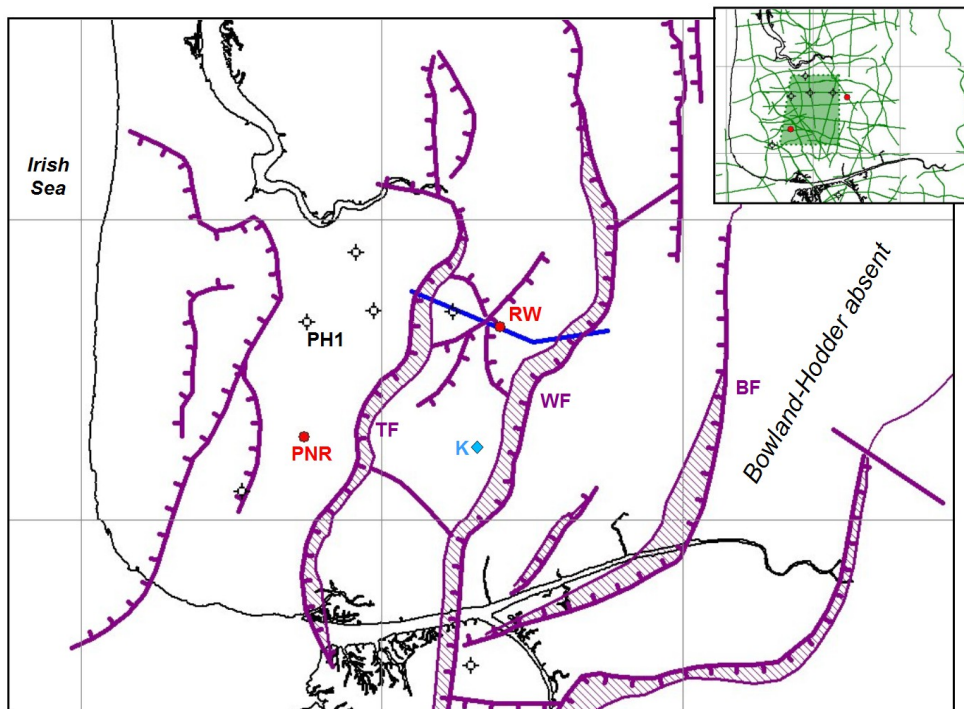 Irish
Sea
RW
PH1
Bowland-Hodder absent
BF
WF
TF
K
PNR